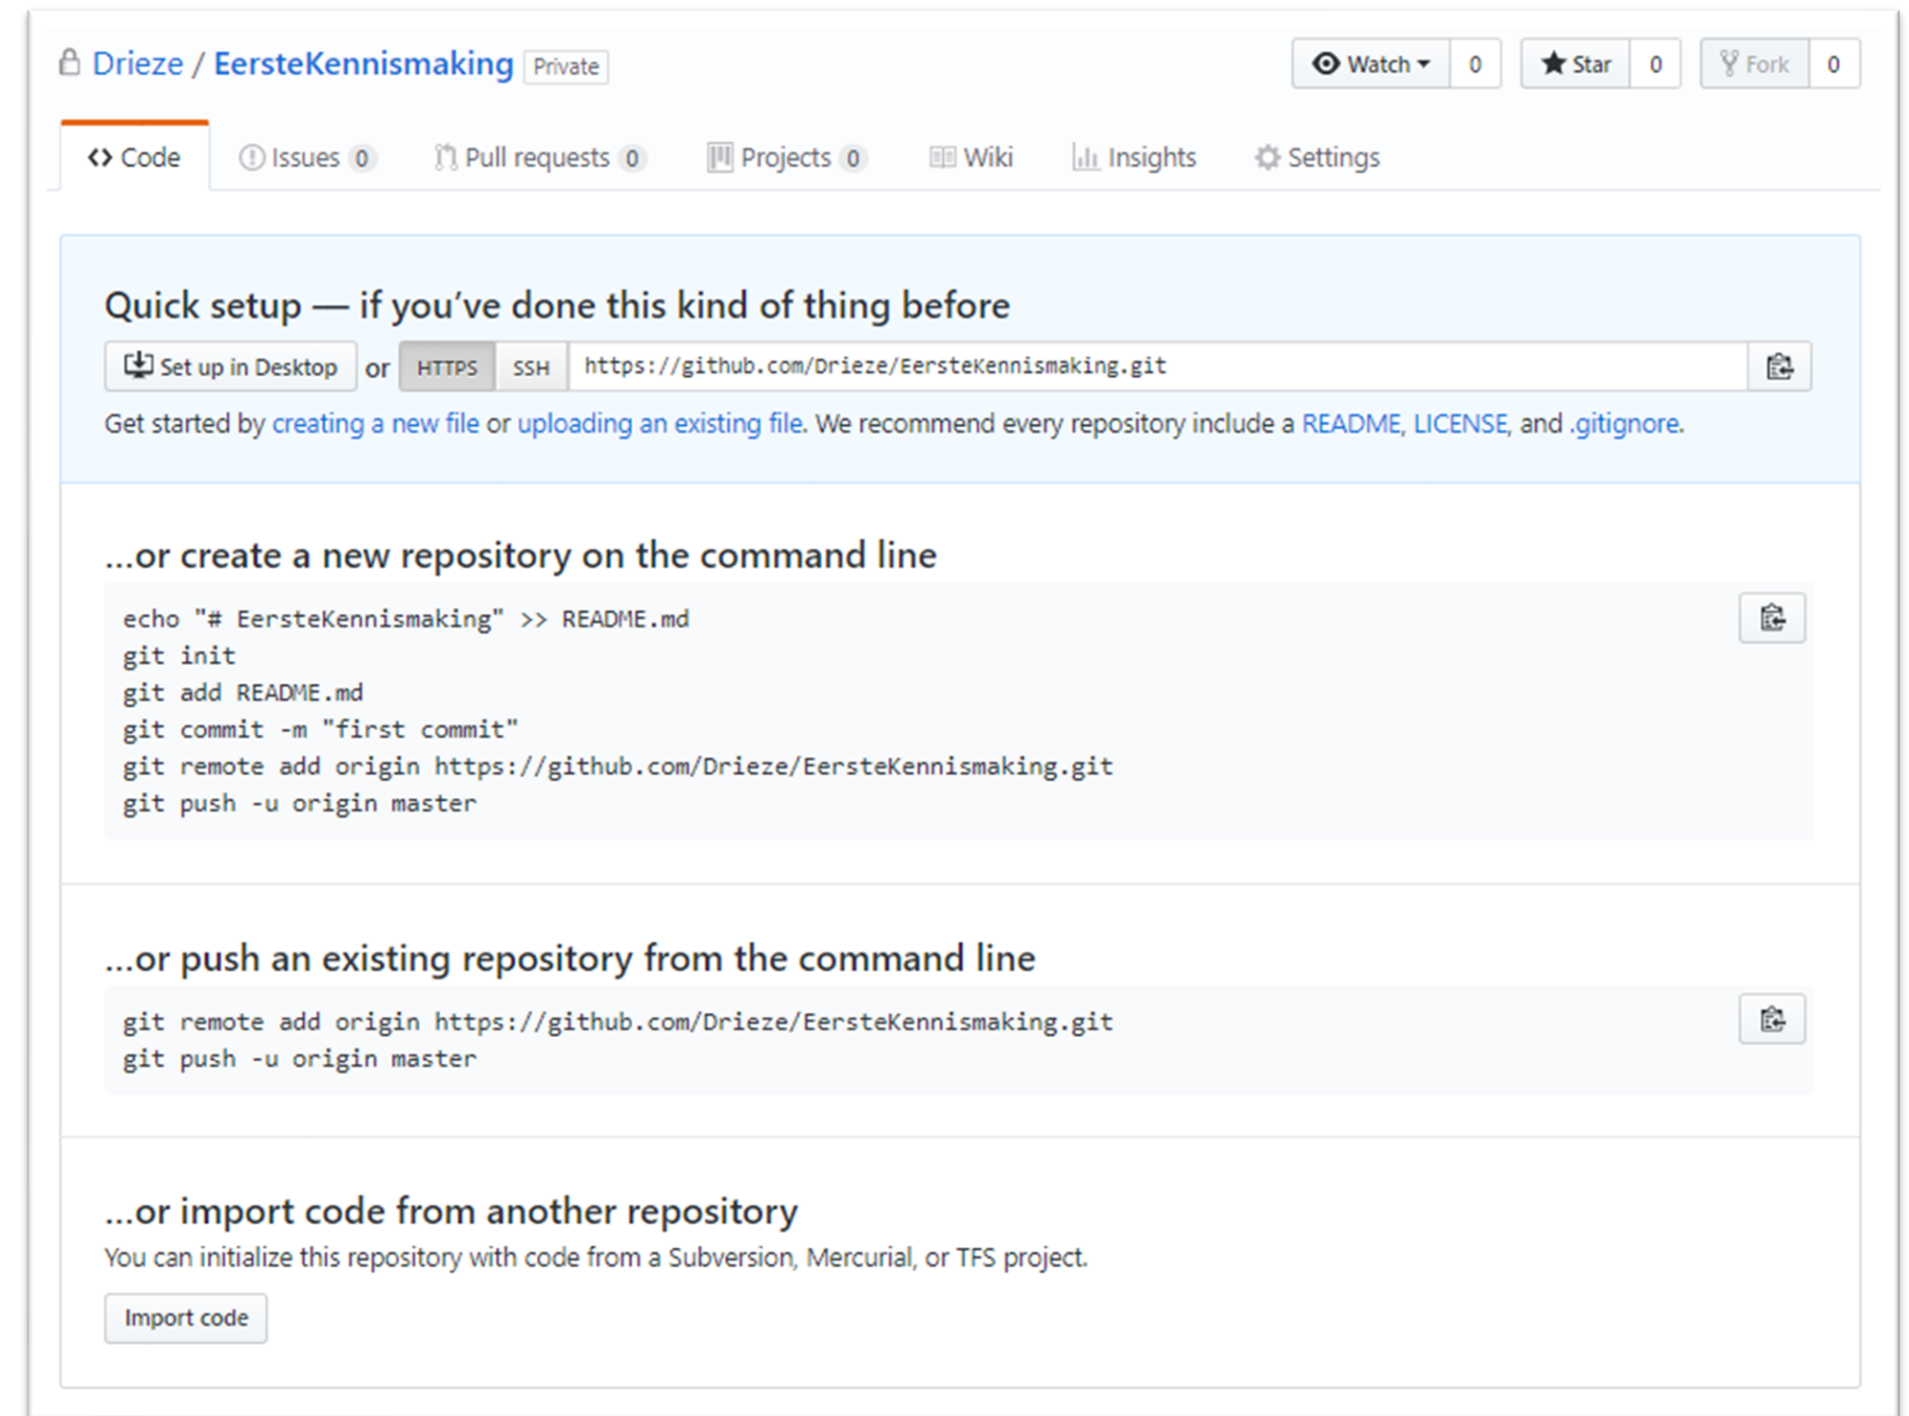 Drieze / EersteKennismaking Private Watch 0 Star 0 Fork 0
Code Issues 0 Pull requests 0 Projects 0 Wiki Insights Settings
Quick setup — if you’ve done this kind of thing before
Set up in Desktop or HTTPS SSH https://github.com/Drieze/EersteKennismaking.git
Get started by creating a new file or uploading an existing file. We recommend every repository include a README, LICENSE, and .gitignore.
…or create a new repository on the command line
echo "# EersteKennismaking" >> README.md
git init
git add README.md
git commit -m "first commit"
git remote add origin https://github.com/Drieze/EersteKennismaking.git
git push -u origin master
…or push an existing repository from the command line
git remote add origin https://github.com/Drieze/EersteKennismaking.git
git push -u origin master
…or import code from another repository
You can initialize this repository with code from a Subversion, Mercurial, or TFS project.
Import code